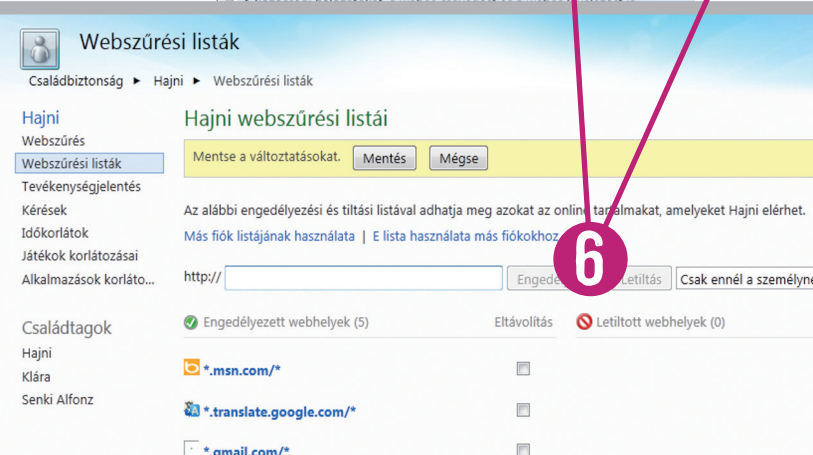 Webszűrési listák
Családbiztonság ► Hajni ► Webszűrési listák
Hajni
Webszűrés
Webszűrési listák
Tevékenységjelentés
Kérések
Időkorlátok
Játékok korlátozásai
Alkalmazások korláto...
Családtagok
Hajni
Klára
Senki Alfonz
Hajni webszűrési listái
Mentse a változtatásokat. Mentés Mégse
Az alábbi engedélyezési és tiltási listával adhatja meg azokat az online tartalmakat, amelyeket Hajni elérhet.
Más fiók listájának használata | E lista használata más fiókokhoz
6
http:// Letiltás Csak ennél a személyne
Engedélyezett webhelyek (5) Eltávolítás Letiltott webhelyek (0)
*.msn.com/*
*.translate.google.com/*
*.gmail.com/*